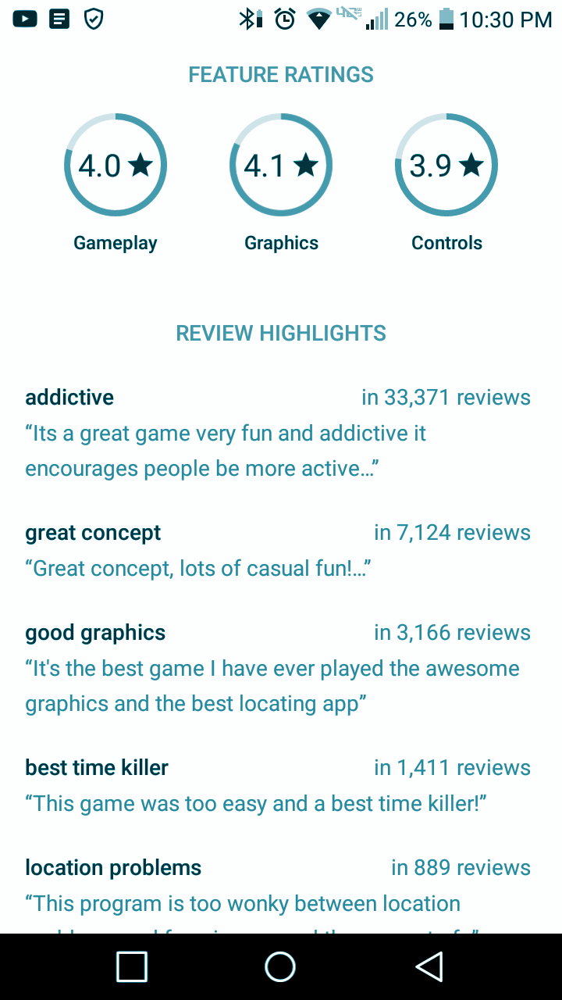 26% 10:30 PM
FEATURE RATINGS
4.0 ★ 4.1 ★ 3.9 ★
Gameplay Graphics Controls
REVIEW HIGHLIGHTS
addictive in 33,371 reviews
“Its a great game very fun and addictive it
encourages people be more active…”
great concept in 7,124 reviews
“Great concept, lots of casual fun!…”
good graphics in 3,166 reviews
“It's the best game I have ever played the awesome
graphics and the best locating app”
best time killer in 1,411 reviews
“This game was too easy and a best time killer!”
location problems in 889 reviews
“This program is too wonky between location